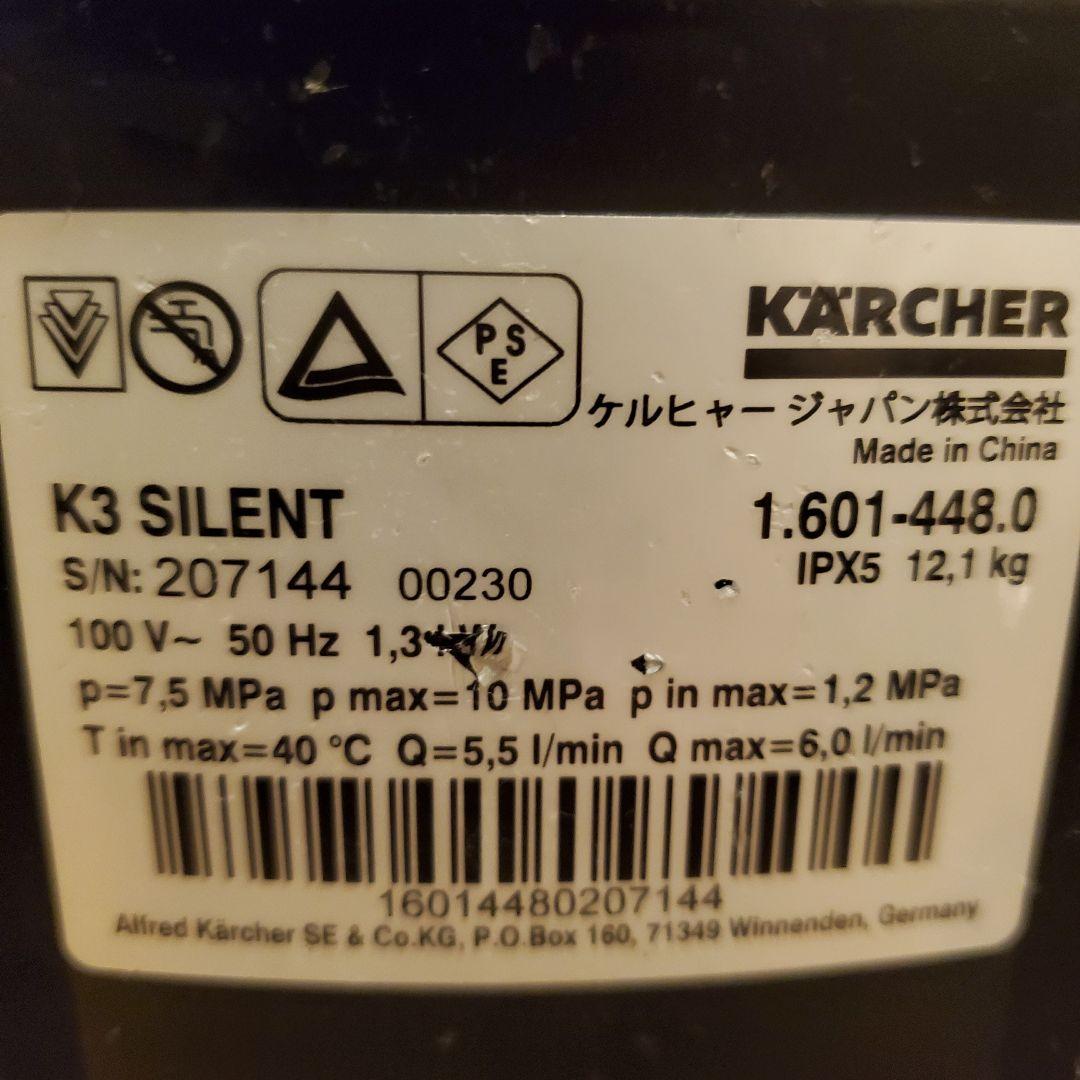 PSE
KÄRCHER
ケルヒャー ジャパン株式会社
Made in China
K3 SILENT 1.601-448.0
S/N: 207144 00230 IPX5 12,1 kg
100 V~ 50 Hz 1,3
p=7,5 MPa p max=10 MPa p in max=1,2 MPa
T in max=40 °C Q=5,5 l/min Q max=6,0 l/min
16014480207144
Alfred Kärcher SE & Co.KG, P.O.Box 160, 71349 Winnenden, Germany